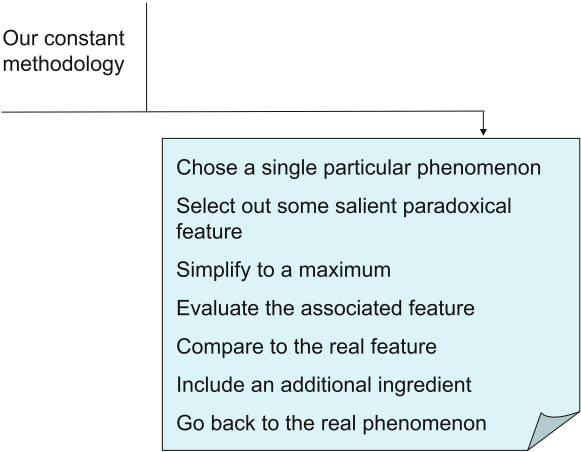 Our constant
methodology
Chose a single particular phenomenon
Select out some salient paradoxical
feature
Simplify to a maximum
Evaluate the associated feature
Compare to the real feature
Include an additional ingredient
Go back to the real phenomenon